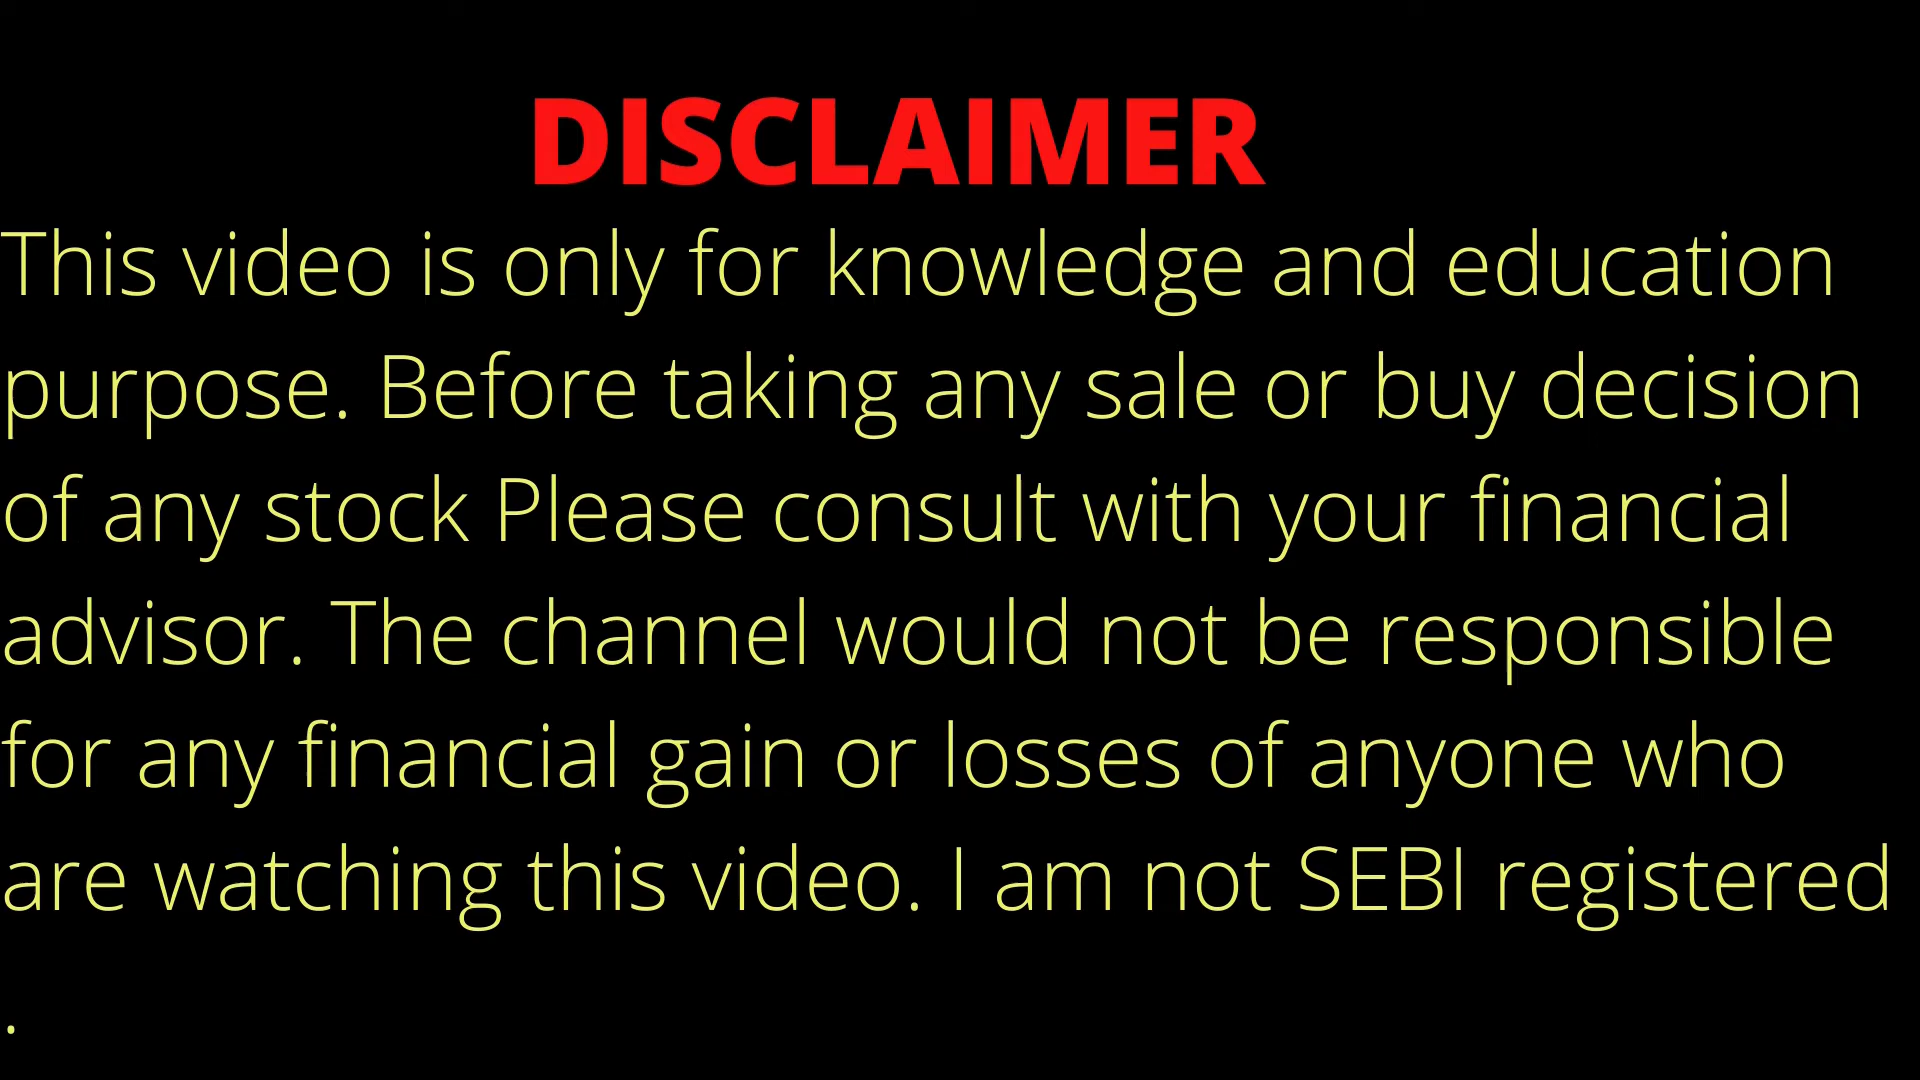 DISCLAIMER
This video is only for knowledge and education
purpose. Before taking any sale or buy decision
of any stock Please consult with your financial
advisor. The channel would not be responsible
for any financial gain or losses of anyone who
are watching this video. I am not SEBI registered
.